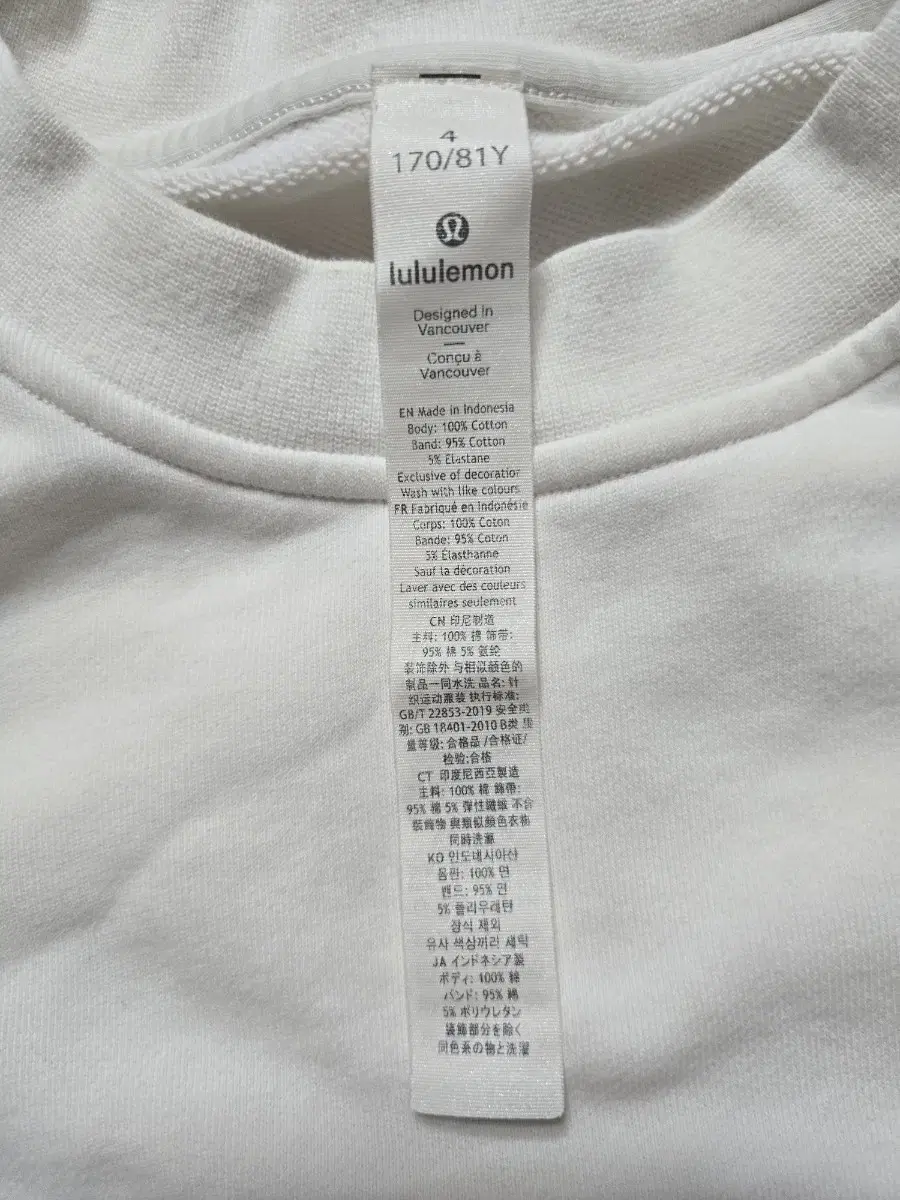 4
170/81Y
lululemon
Designed in
Vancouver
Conçu à
Vancouver
EN Made in Indonesia
Body: 100% Cotton
Band: 95% Cotton
5% Elastane
Exclusive of decoration
Wash with like colours
FR Fabriqué en Indonésie
Corps: 100% Coton
Bande: 95% Coton
5% Élasthanne
Sauf la décoration
Laver avec des couleurs
similaires seulement
CN 印尼制造
主料: 100% 棉 饰带:
95% 棉 5% 氨纶
装饰除外 与相似颜色的
制品一同水洗 品名: 针
织运动服装 执行标准:
GB/T 22853-2019 安全类
别: GB 18401-2010 B类 质
量等级: 合格品 /合格证/
检验:合格
CT 印度尼西亞製造
主料: 100% 棉 飾帶:
95% 棉 5% 彈性纖維 不含
裝飾物 與類似顏色衣物
同時洗滌
KO 인도네시아산
몸판: 100% 면
밴드: 95% 면
5% 폴리우레탄
장식 제외
유사 색상끼리 세탁
JA インドネシア製
ボディ: 100% 綿
バンド: 95% 綿
5% ポリウレタン
装飾部分を除く
同色系の物と洗濯